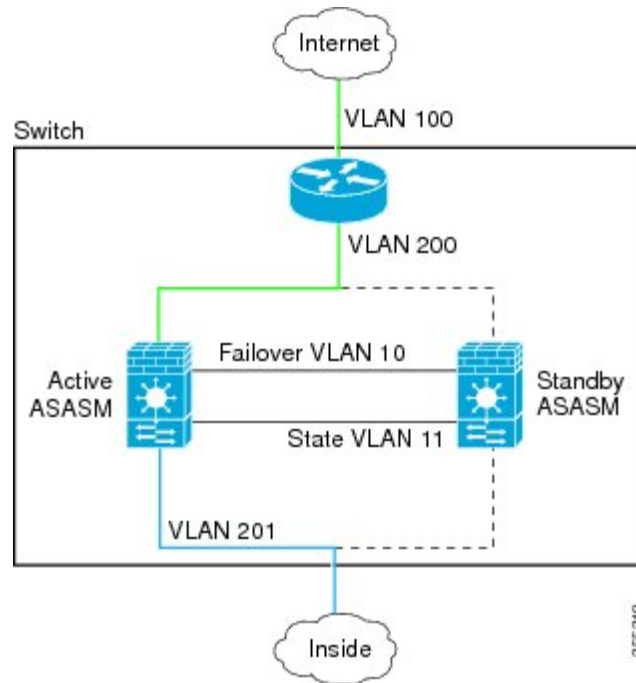 Internet
VLAN 100
Switch
VLAN 200
Failover VLAN 10
Active
ASASM
Standby
ASASM
State VLAN 11
VLAN 201
Inside